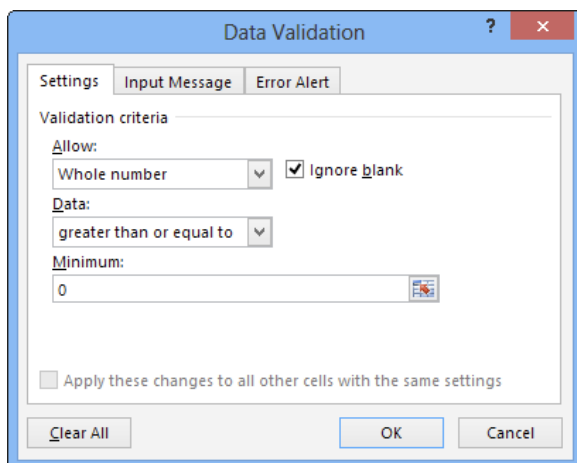 Data Validation ?
Settings Input Message Error Alert
Validation criteria
Allow:
Whole number Ignore blank
Data:
greater than or equal to
Minimum:
0
Apply these changes to all other cells with the same settings
Clear All OK Cancel